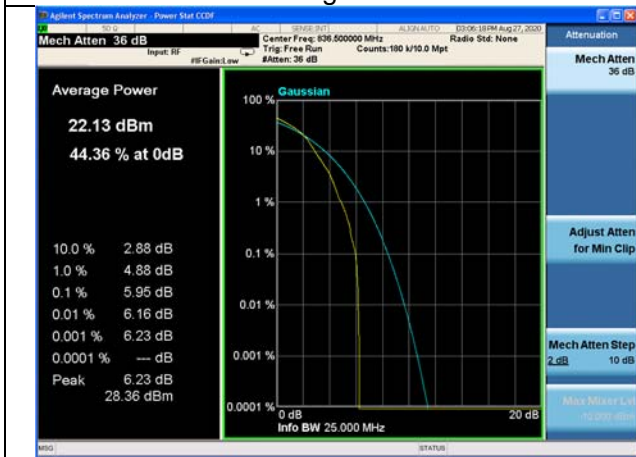 Agilent Spectrum Analyzer - Power Stat CCDF
50 Ω AC SENSE:INT ALIGN AUTO 03:06:18 PM Aug 27, 2020
Mech Atten 36 dB
Center Freq: 836.500000 MHz Radio Std: None
Input: RF Trig: Free Run Counts:180 k/10.0 Mpt
#IFGain:Low #Atten: 36 dB
Attenuation
Mech Atten
36 dB
Average Power
22.13 dBm
44.36 % at 0dB
10.0 % 2.88 dB
1.0 % 4.88 dB
0.1 % 5.95 dB
0.01 % 6.16 dB
0.001 % 6.23 dB
0.0001 % --- dB
Peak 6.23 dB
28.36 dBm
Gaussian
100 %
10 %
1 %
0.1 %
0.01 %
0.001 %
0.0001 %
0 dB 20 dB
Info BW 25.000 MHz
Adjust Atten
for Min Clip
Mech Atten Step
2 dB 10 dB
Max Mixer Lvl
-10.000 dBm
MSG STATUS